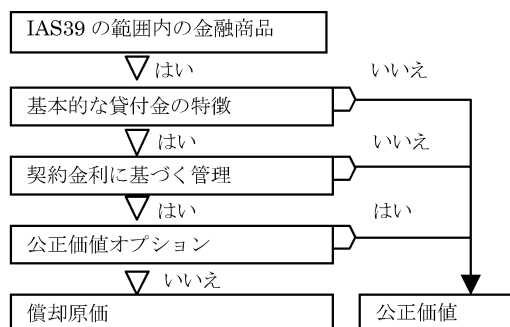 IAS39 の範囲内の金融商品
はい
いいえ
基本的な貸付金の特徴
はい
いいえ
契約金利に基づく管理
はい
はい
公正価値オプション
いいえ
償却原価
公正価値